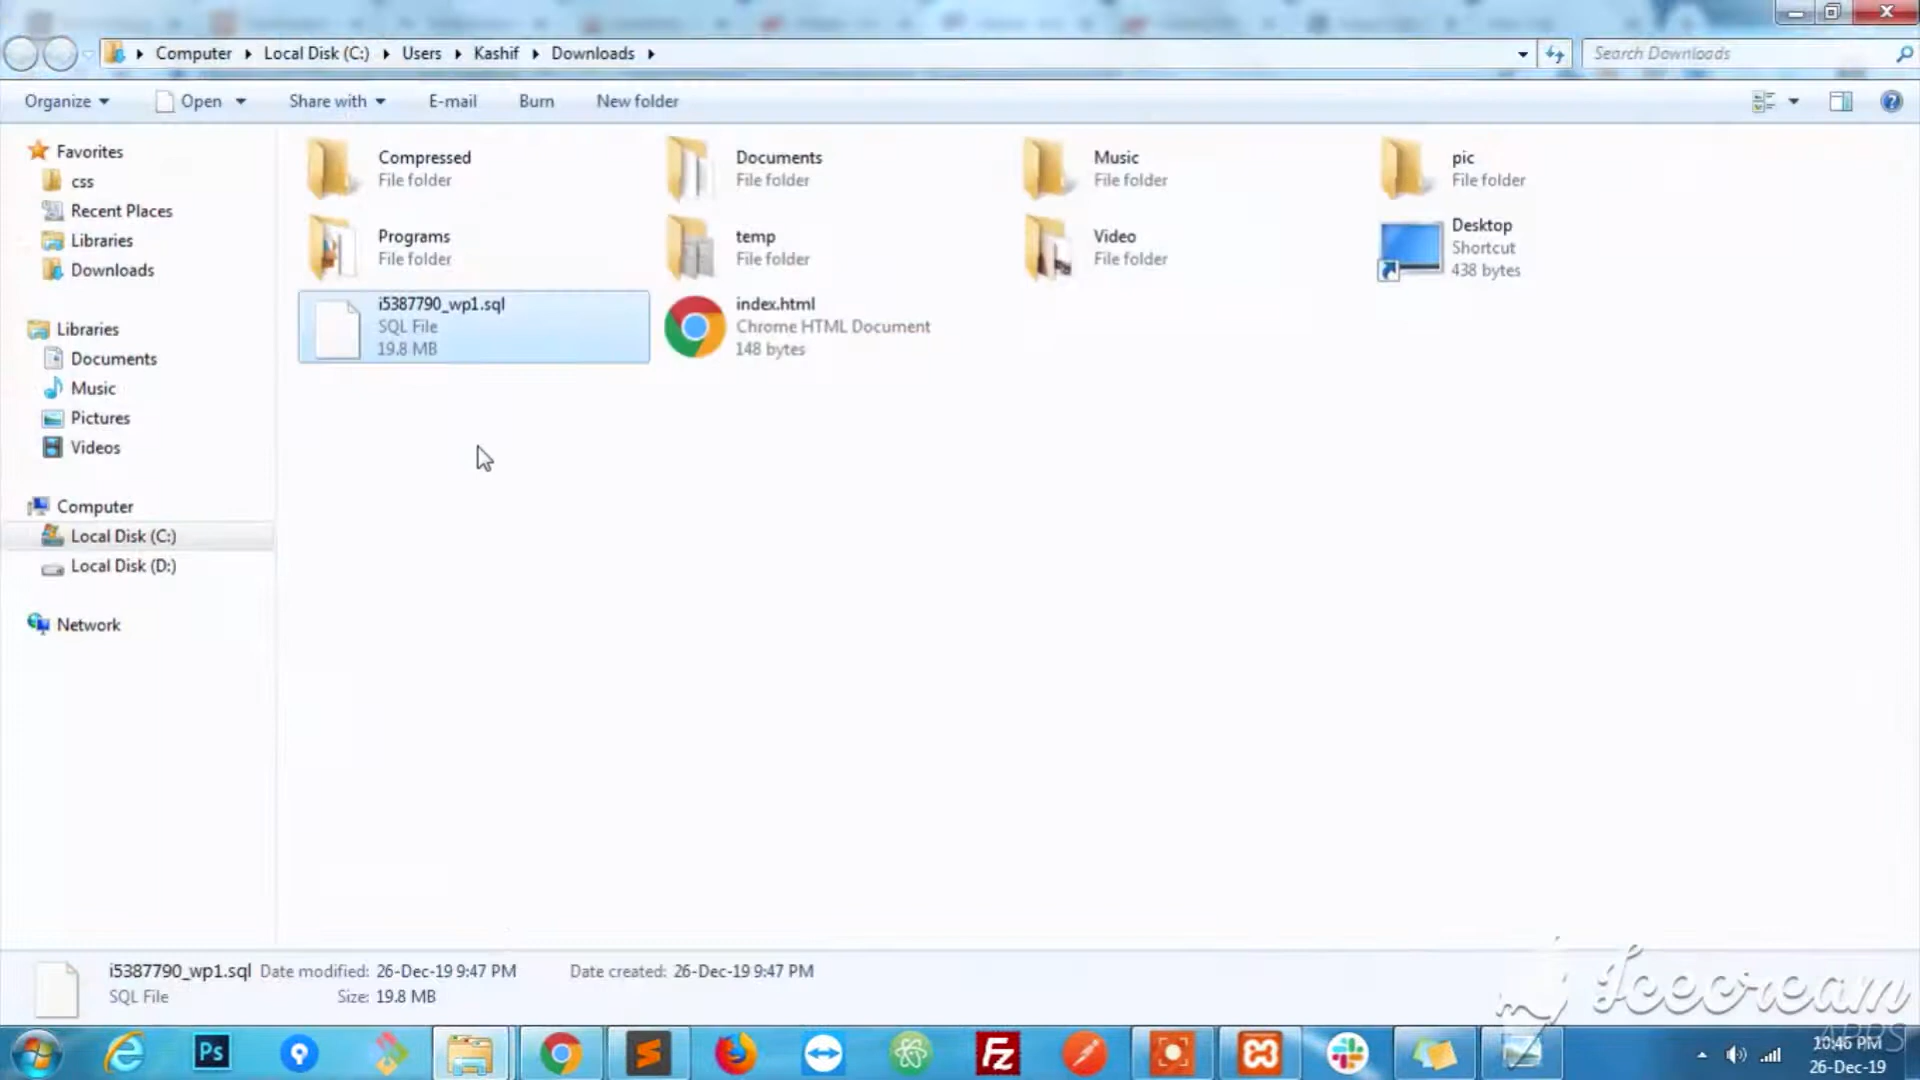 Computer Local Disk (C:) Users Kashif Downloads
Search Downloads
Organize Open Share with E-mail Burn New folder
Favorites
css
Recent Places
Libraries
Downloads
Libraries
Documents
Music
Pictures
Videos
Computer
Local Disk (C:)
Local Disk (D:)
Network
Compressed
File folder
Documents
File folder
Music
File folder
pic
File folder
Programs
File folder
temp
File folder
Video
File folder
Desktop
Shortcut
438 bytes
i5387790_wp1.sql
SQL File
19.8 MB
index.html
Chrome HTML Document
148 bytes
i5387790_wp1.sql Date modified: 26-Dec-19 9:47 PM Date created: 26-Dec-19 9:47 PM
SQL File Size: 19.8 MB
Icecream
APPS
Ps
Fz
10:46 PM
26-Dec-19